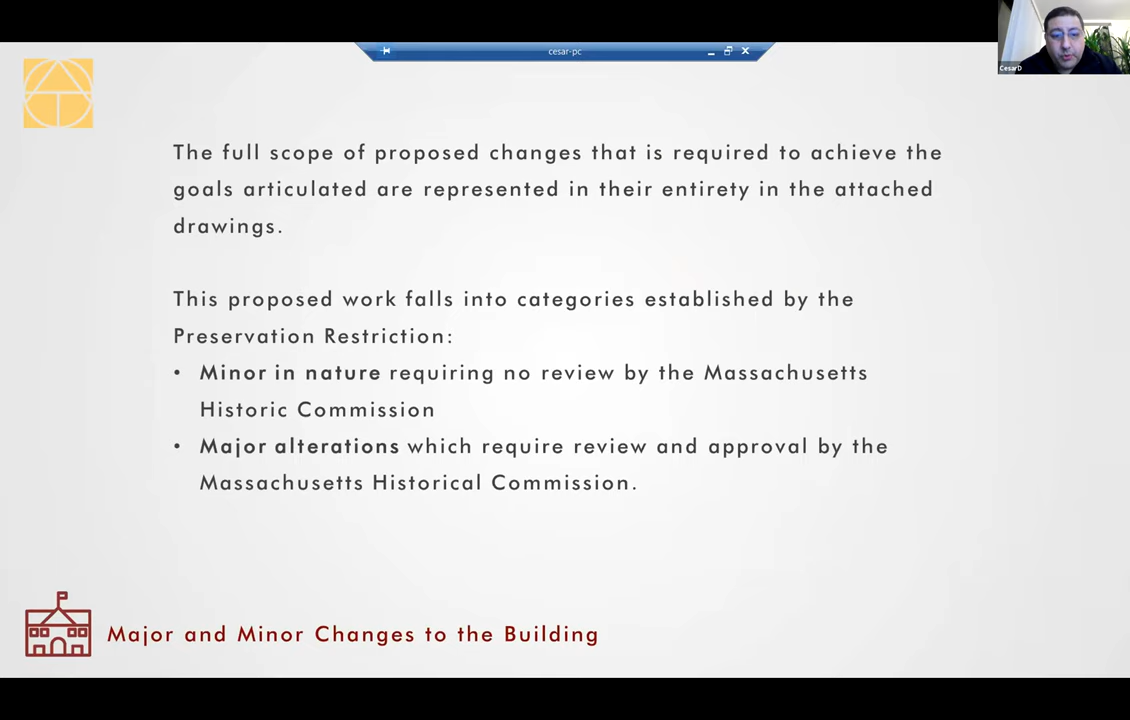 cesar-pc
CesarD
The full scope of proposed changes that is required to achieve the
goals articulated are represented in their entirety in the attached
drawings.
This proposed work falls into categories established by the
Preservation Restriction:
• Minor in nature requiring no review by the Massachusetts
Historic Commission
• Major alterations which require review and approval by the
Massachusetts Historical Commission.
Major and Minor Changes to the Building